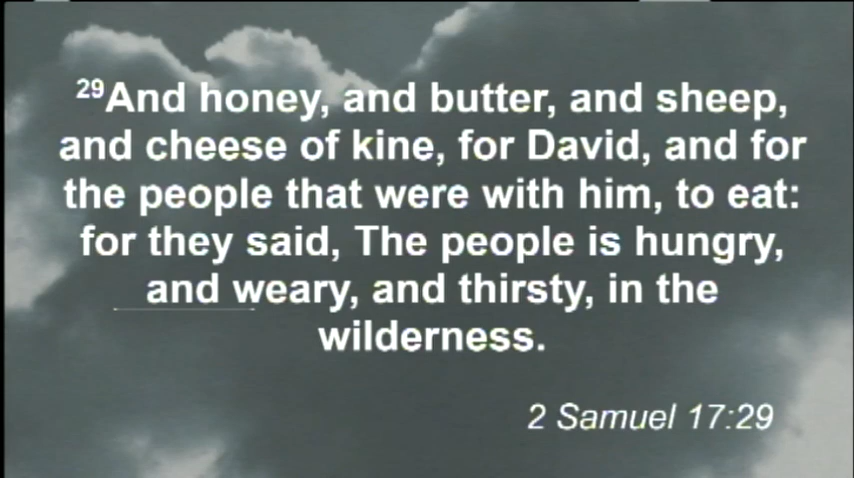 29And honey, and butter, and sheep,
and cheese of kine, for David, and for
the people that were with him, to eat:
for they said, The people is hungry,
and weary, and thirsty, in the
wilderness.
2 Samuel 17:29